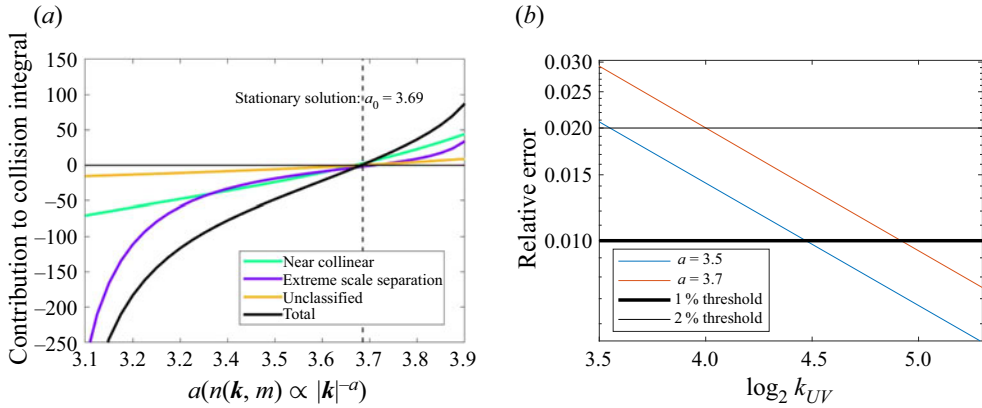 (a)
150
100
50
0
–50
–100
–150
–200
–250
Contribution to collision integral
Stationary solution: a₀ = 3.69
Near collinear
Extreme scale separation
Unclassified
Total
3.1 3.2 3.2 3.4 3.5 3.6 3.7 3.8 3.9
a(n(k, m) ∝ |k|⁻ᵃ)
(b)
0.030
0.025
0.020
0.015
0.010
Relative error
a = 3.5
a = 3.7
1 % threshold
2 % threshold
3.5 4.0 4.5 5.0
log₂ k_UV